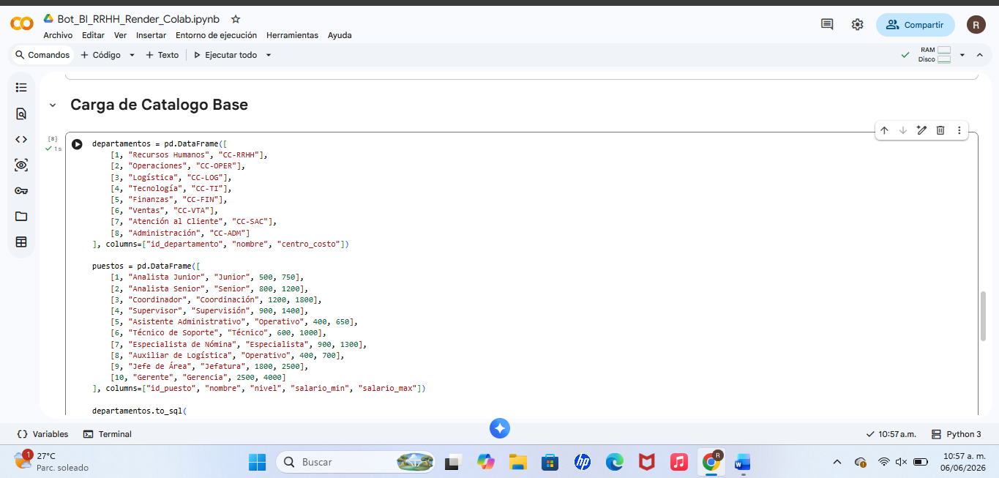 Bot_BI_RRHH_Render_Colab.ipynb
Archivo Editar Ver Insertar Entorno de ejecución Herramientas Ayuda
Compartir
R
Comandos + Código + Texto Ejecutar todo
RAM
Disco
Carga de Catalogo Base
[8]
1s
departamentos = pd.DataFrame([
[1, "Recursos Humanos", "CC-RRHH"],
[2, "Operaciones", "CC-OPER"],
[3, "Logística", "CC-LOG"],
[4, "Tecnología", "CC-TI"],
[5, "Finanzas", "CC-FIN"],
[6, "Ventas", "CC-VTA"],
[7, "Atención al Cliente", "CC-SAC"],
[8, "Administración", "CC-ADM"]
], columns=["id_departamento", "nombre", "centro_costo"])
puestos = pd.DataFrame([
[1, "Analista Junior", "Junior", 500, 750],
[2, "Analista Senior", "Senior", 800, 1200],
[3, "Coordinador", "Coordinación", 1200, 1800],
[4, "Supervisor", "Supervisión", 900, 1400],
[5, "Asistente Administrativo", "Operativo", 400, 650],
[6, "Técnico de Soporte", "Técnico", 600, 1000],
[7, "Especialista de Nómina", "Especialista", 900, 1300],
[8, "Auxiliar de Logística", "Operativo", 400, 700],
[9, "Jefe de Área", "Jefatura", 1800, 2500],
[10, "Gerente", "Gerencia", 2500, 4000]
], columns=["id_puesto", "nombre", "nivel", "salario_min", "salario_max"])
departamentos.to_sql(
Variables Terminal
10:57 a.m. Python 3
1
27°C
Parc. soleado
Buscar
hp
R
W
10:57 a. m.
06/06/2026